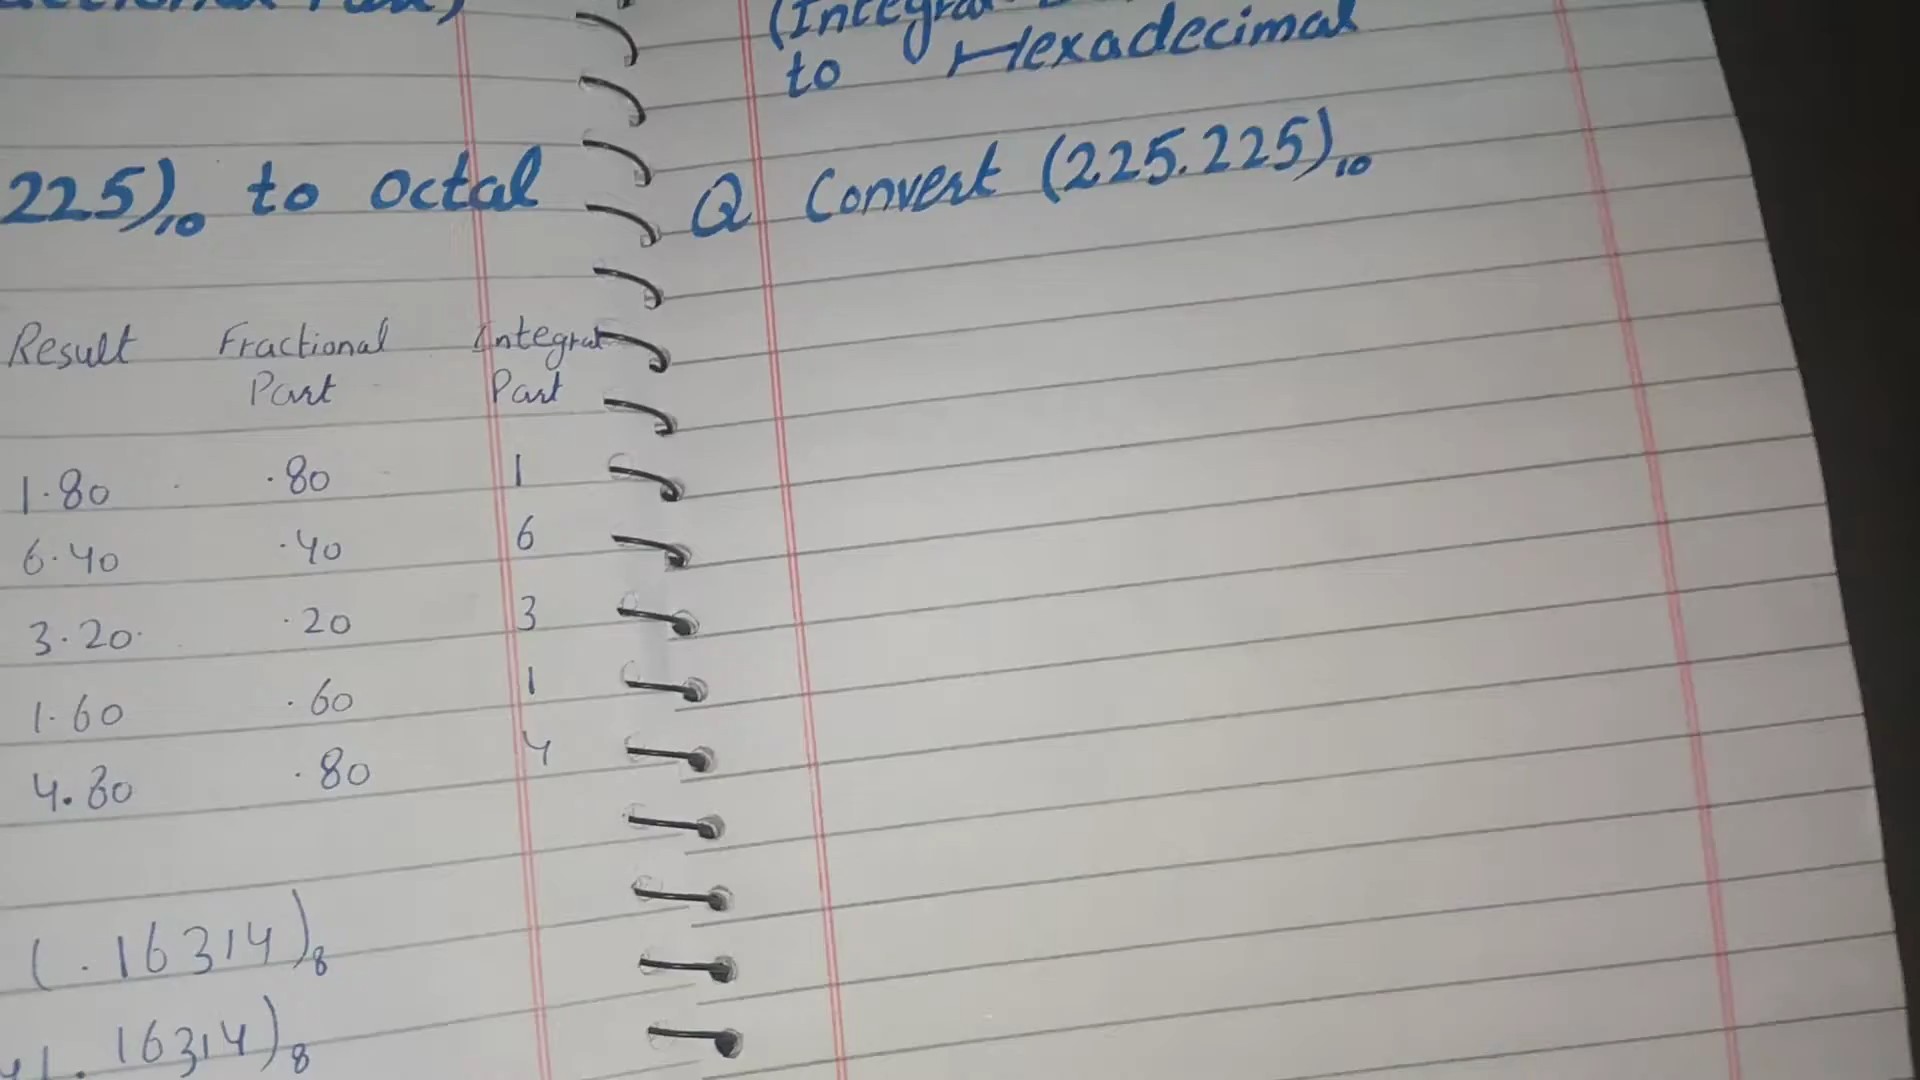 225)₁₀ to Octal
Result Fractional Part Integral Part
1.80 .80 1
6.40 .40 6
3.20 .20 3
1.60 .60 1
4.80 .80 4
(.16314)₈
.16314)₈
(Integral
to Hexadecimal
Q Convert (225.225)₁₀